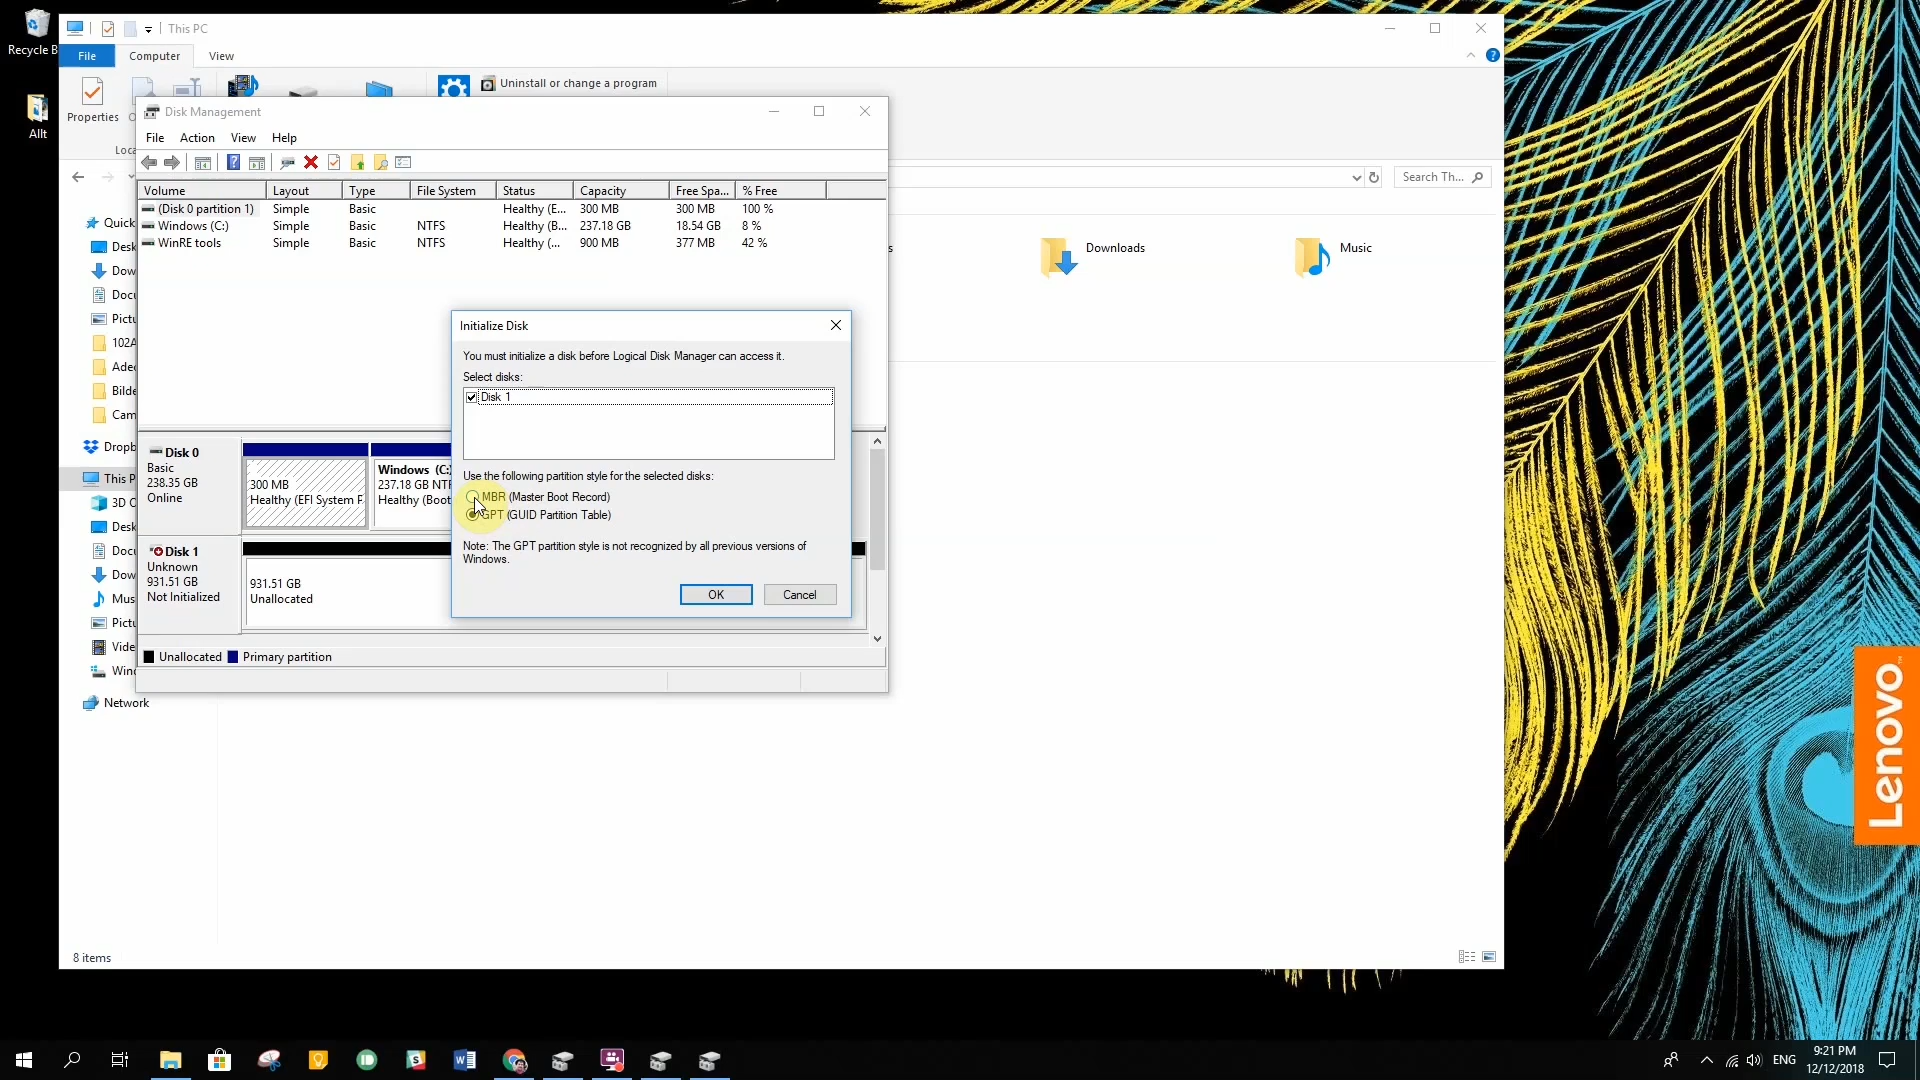 Recycle B
Allt
This PC
File
Computer
View
Uninstall or change a program
Properties
Loca
Search Th...
Quick
Desk
Dow
Docu
Pictu
102A
Adec
Bilde
Cam
Dropb
This P
3D O
Desk
Docu
Dow
Mus
Pictu
Vide
Winc
Network
Downloads
Music
8 items
Disk Management
File Action View Help
Volume Layout Type File System Status Capacity Free Spa... % Free
(Disk 0 partition 1) Simple Basic Healthy (E... 300 MB 300 MB 100 %
Windows (C:) Simple Basic NTFS Healthy (B... 237.18 GB 18.54 GB 8 %
WinRE tools Simple Basic NTFS Healthy (... 900 MB 377 MB 42 %
Disk 0
Basic
238.35 GB
Online
300 MB
Healthy (EFI System P
Windows (C:
237.18 GB NTF
Healthy (Boot
Disk 1
Unknown
931.51 GB
Not Initialized
931.51 GB
Unallocated
Unallocated Primary partition
Initialize Disk
You must initialize a disk before Logical Disk Manager can access it.
Select disks:
Disk 1
Use the following partition style for the selected disks:
MBR (Master Boot Record)
GPT (GUID Partition Table)
Note: The GPT partition style is not recognized by all previous versions of
Windows.
OK Cancel
Lenovo
ENG
9:21 PM
12/12/2018